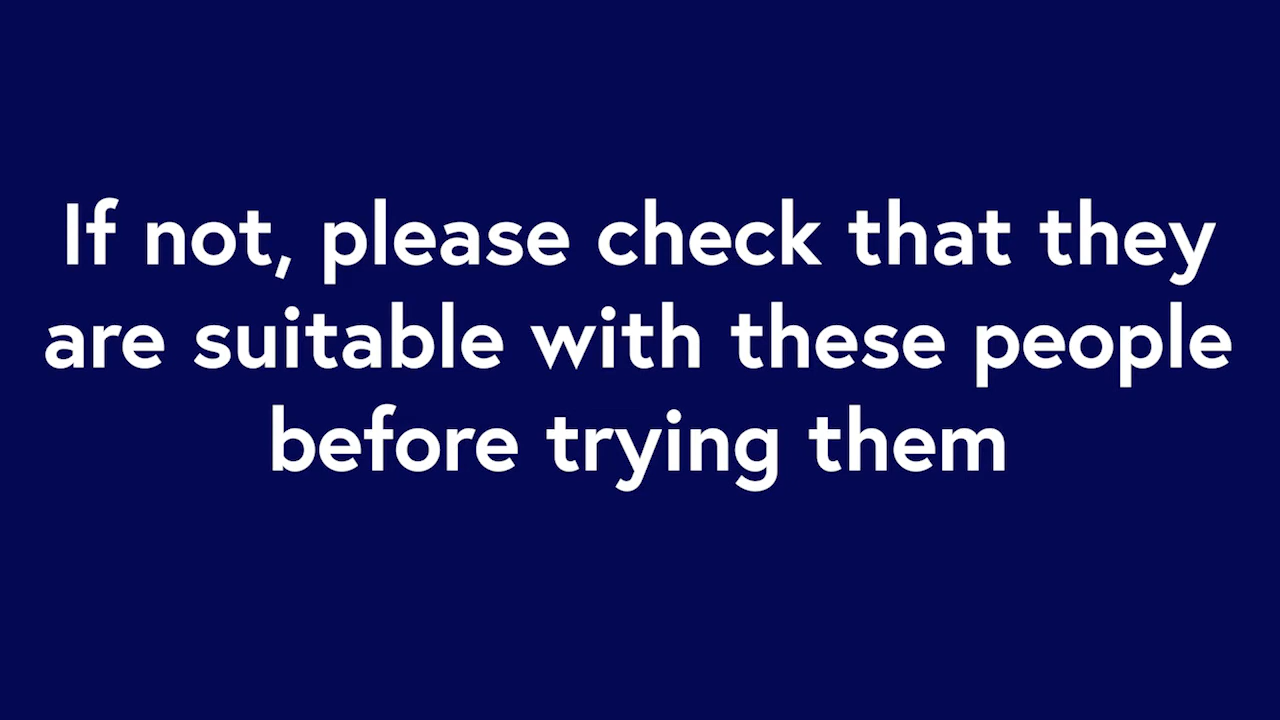 If not, please check that they
are suitable with these people
before trying them